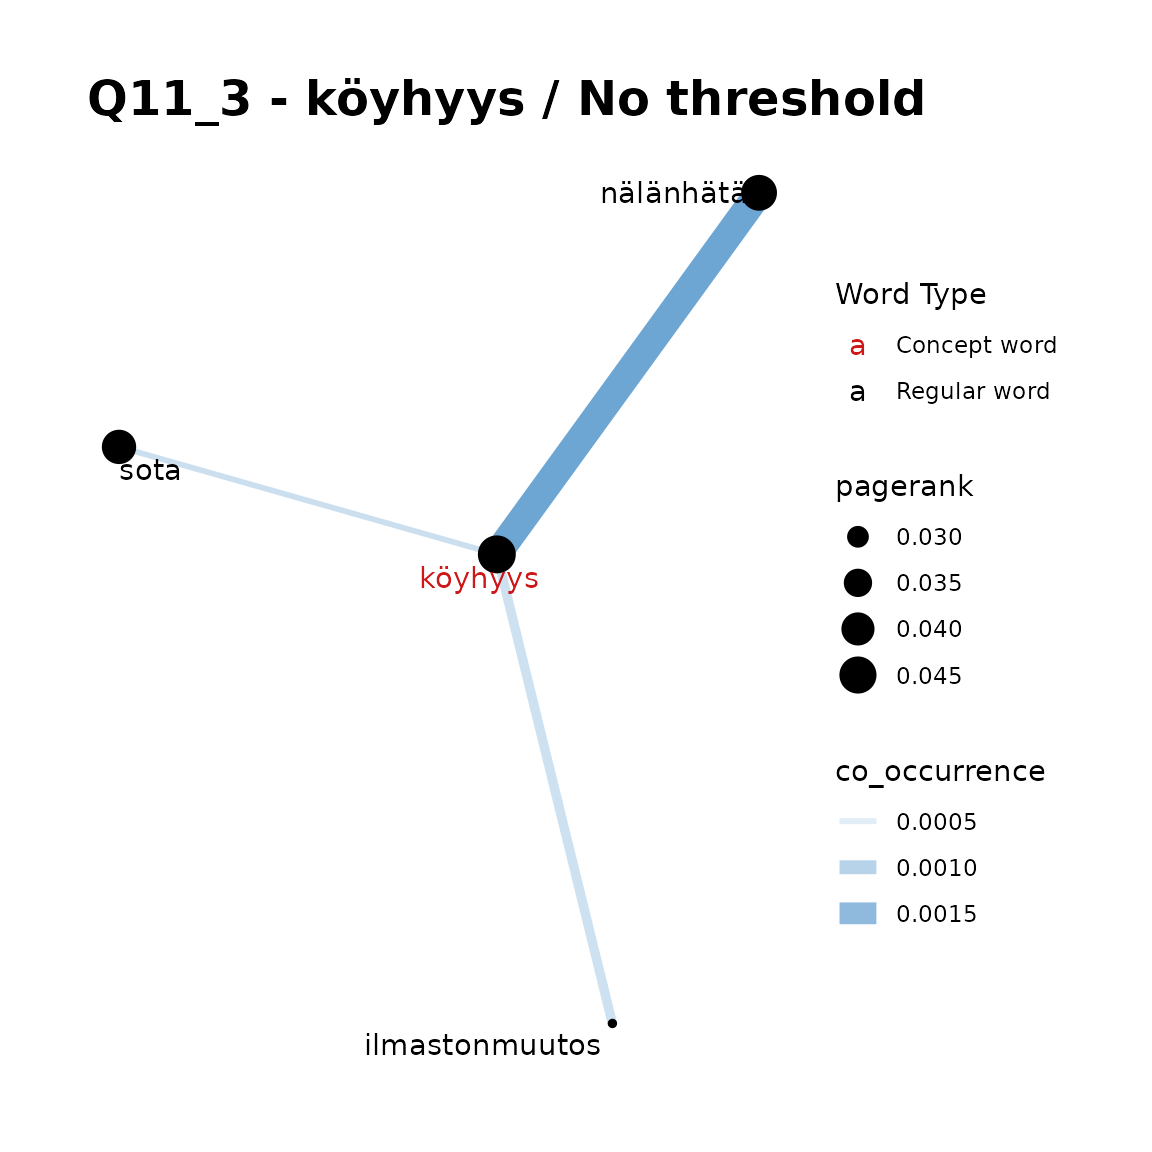 Q11_3 - köyhyys / No threshold
nälänhätä
sota
köyhyys
ilmastonmuutos
Word Type
a Concept word
a Regular word
pagerank
0.030
0.035
0.040
0.045
co_occurrence
0.0005
0.0010
0.0015